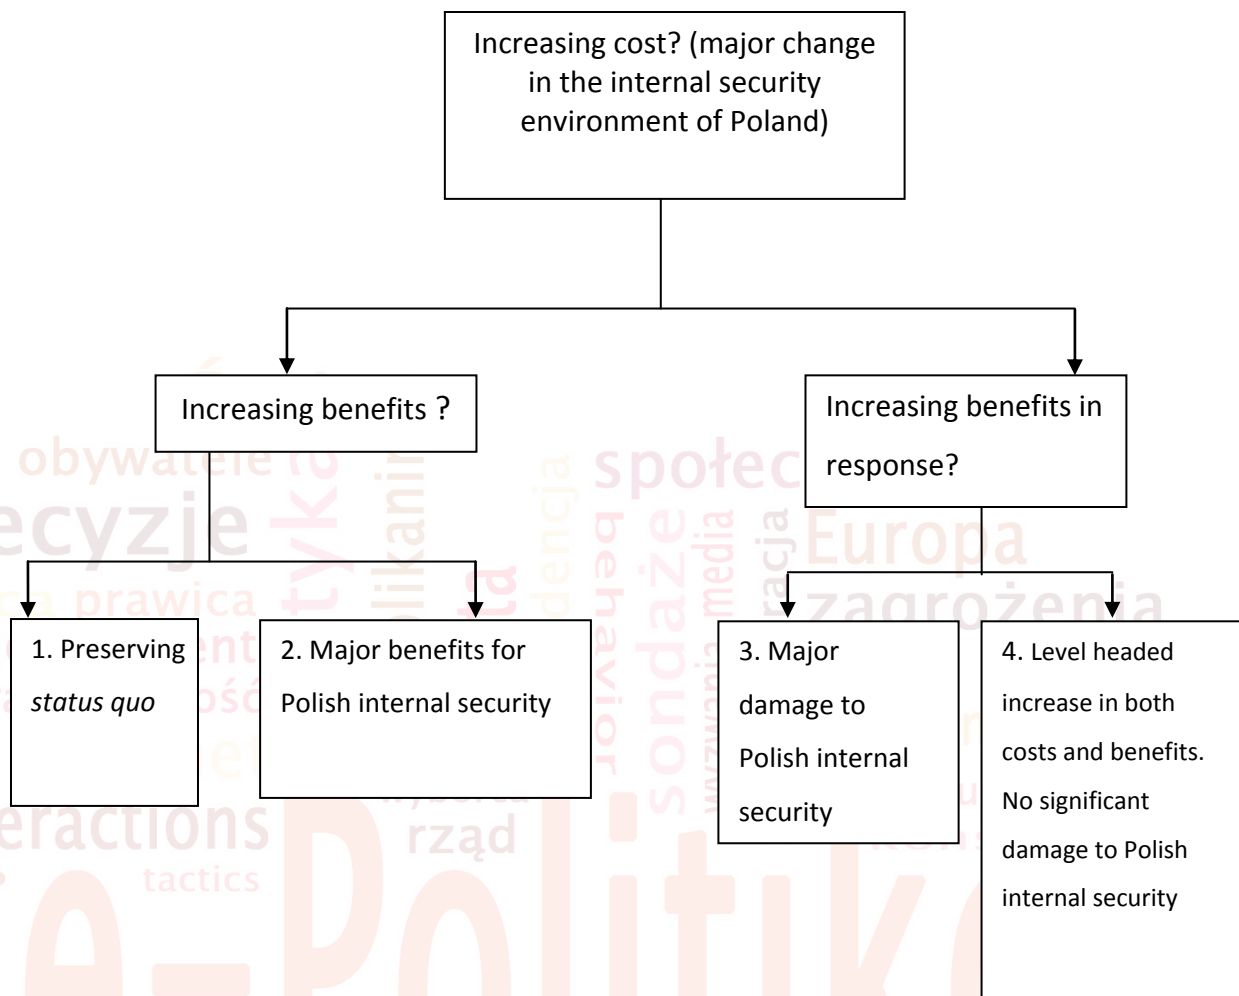 Increasing cost? (major change
in the internal security
environment of Poland)
Increasing benefits ?
Increasing benefits in
response?
1. Preserving
status quo
2. Major benefits for
Polish internal security
3. Major
damage to
Polish internal
security
4. Level headed
increase in both
costs and benefits.
No significant
damage to Polish
internal security
obywatele
społec
ecyzje
prawica
behavior
sondaże
media
wyzwania
Europa
zagrożenia
rząd
eractions
tactics
e-Politik